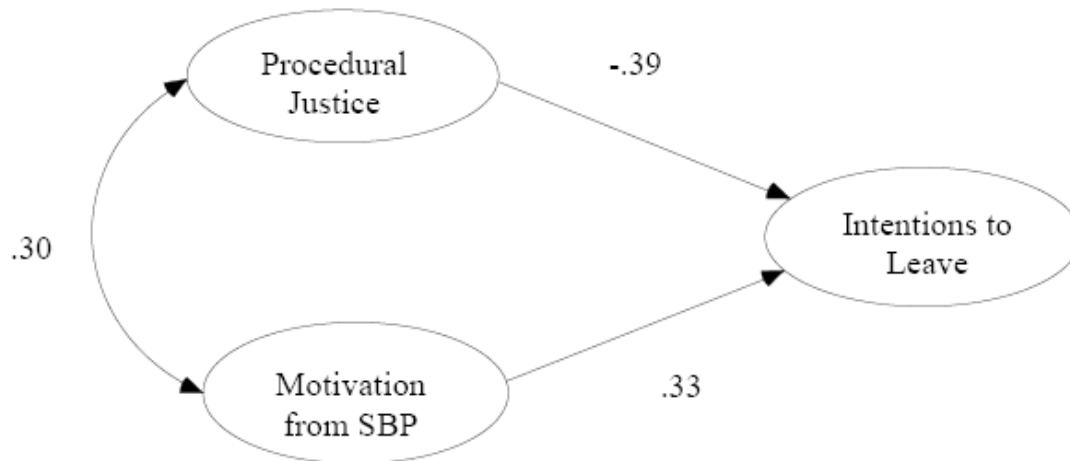 Procedural
Justice
-.39
.30
Intentions to
Leave
Motivation
from SBP
.33